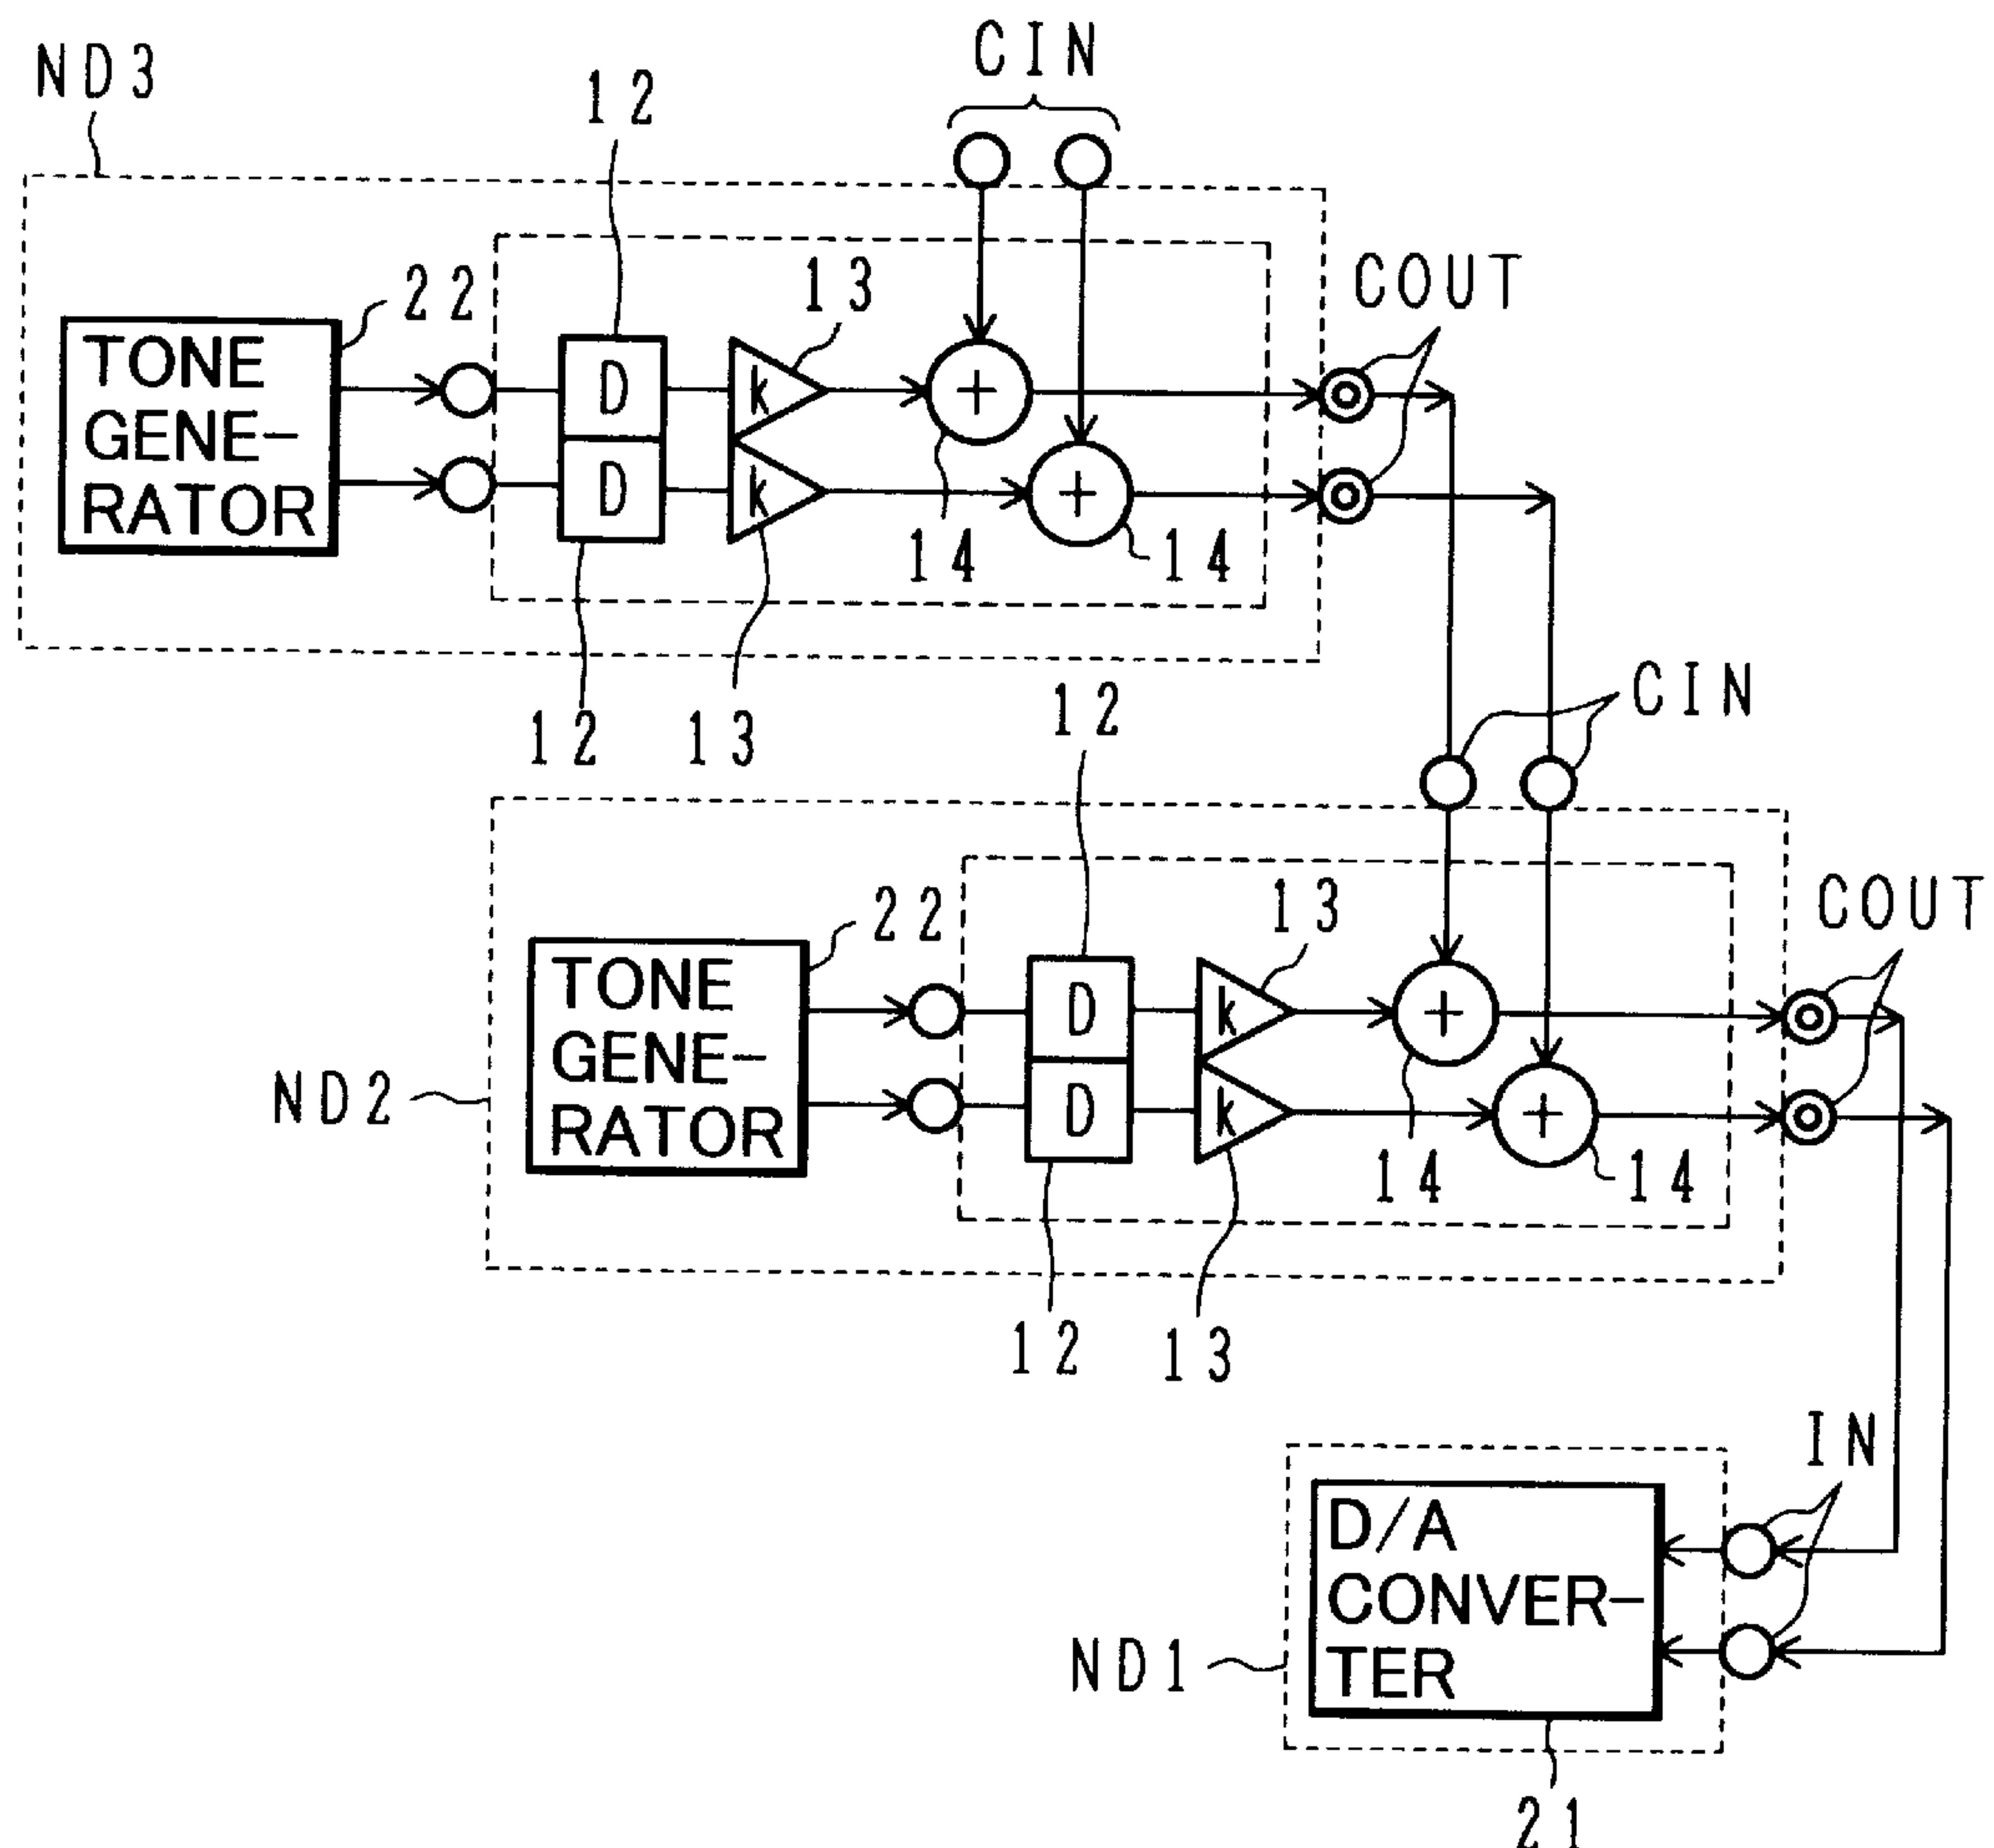 CIN
ND3
12
13
COUT
22
TONE
GENE-
RATOR
D
k
+
D
k
+
14
14
12
13
CIN
12
13
COUT
22
TONE
GENE-
RATOR
D
k
+
D
k
+
ND2
14
14
12
13
IN
D/A
CONVER-
TER
ND1
21